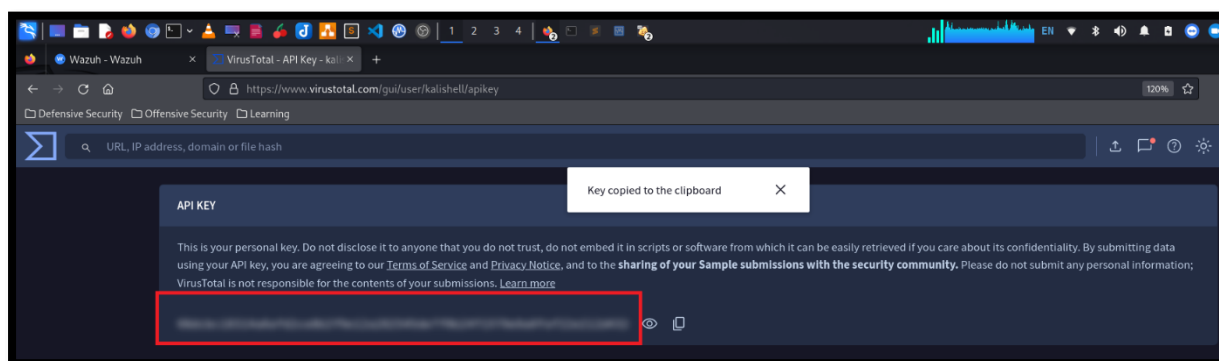 1 2 3 4
EN
Wazuh - Wazuh
VirusTotal - API Key - kali
https://www.virustotal.com/gui/user/kalishell/apikey
120%
Defensive Security Offensive Security Learning
URL, IP address, domain or file hash
Key copied to the clipboard
API KEY
This is your personal key. Do not disclose it to anyone that you do not trust, do not embed it in scripts or software from which it can be easily retrieved if you care about its confidentiality. By submitting data
using your API key, you are agreeing to our Terms of Service and Privacy Notice, and to the sharing of your Sample submissions with the security community. Please do not submit any personal information;
VirusTotal is not responsible for the contents of your submissions. Learn more